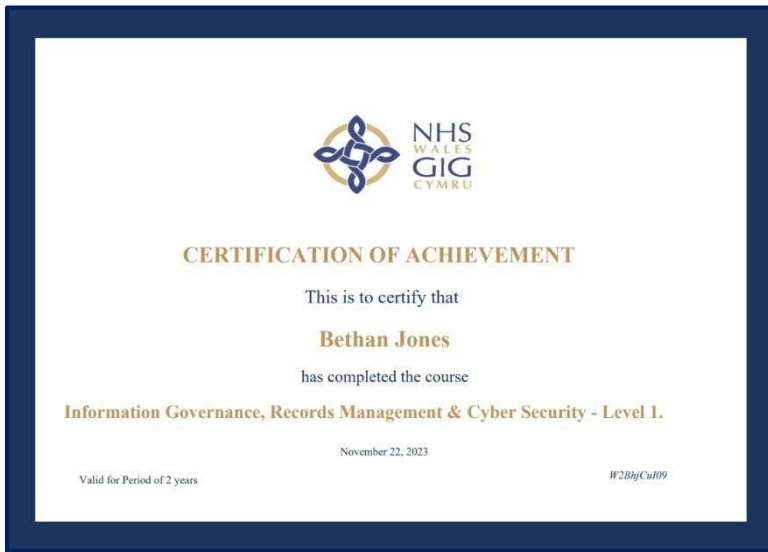 NHS
WALES
GIG
CYMRU
CERTIFICATION OF ACHIEVEMENT
This is to certify that
Bethan Jones
has completed the course
Information Governance, Records Management & Cyber Security - Level 1.
November 22, 2023
Valid for Period of 2 years
W2BhjCuI09